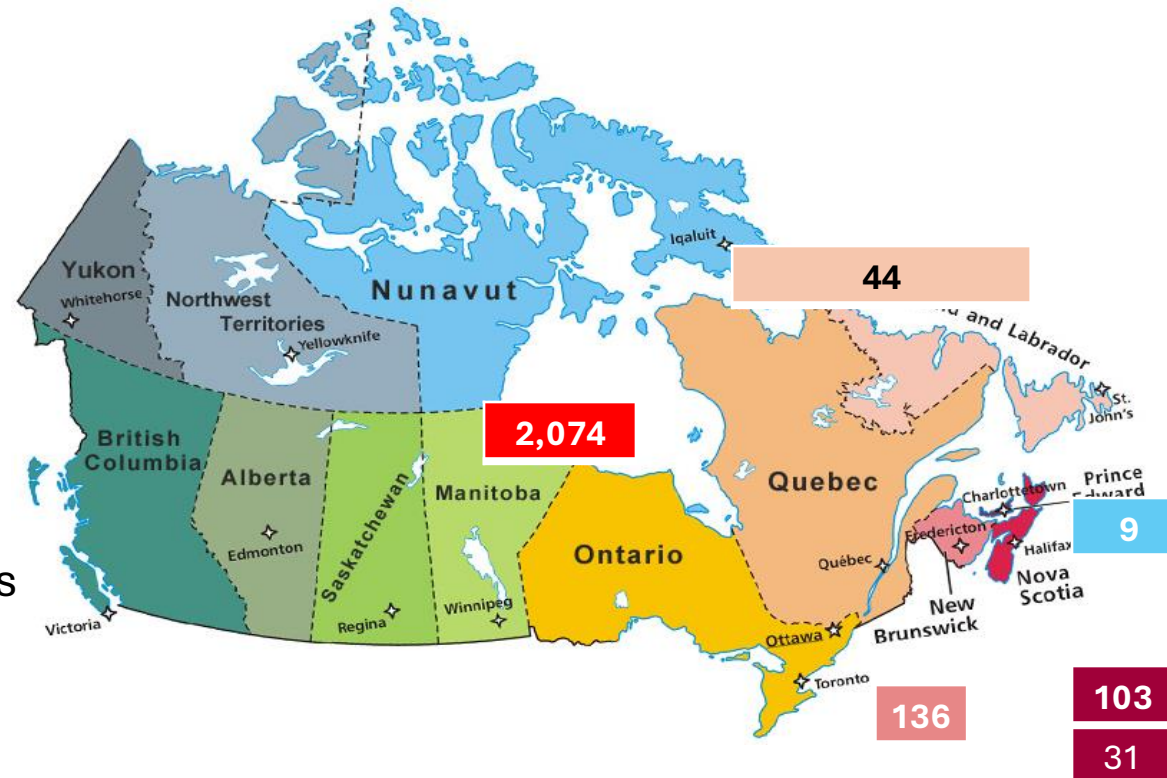 Iqaluit
44
Yukon
Whitehorse
Nunavut
Northwest
Territories
Yellowknife
and Labrador
St.
John's
2,074
British
Columbia
Alberta
Saskatchewan
Manitoba
Quebec
Charlottetown
Prince
Edward
9
Fredericton
Halifax
Edmonton
Ontario
Québec
Nova
Scotia
s
New
Brunswick
Winnipeg
Regina
Victoria
Ottawa
Toronto
136
103
31